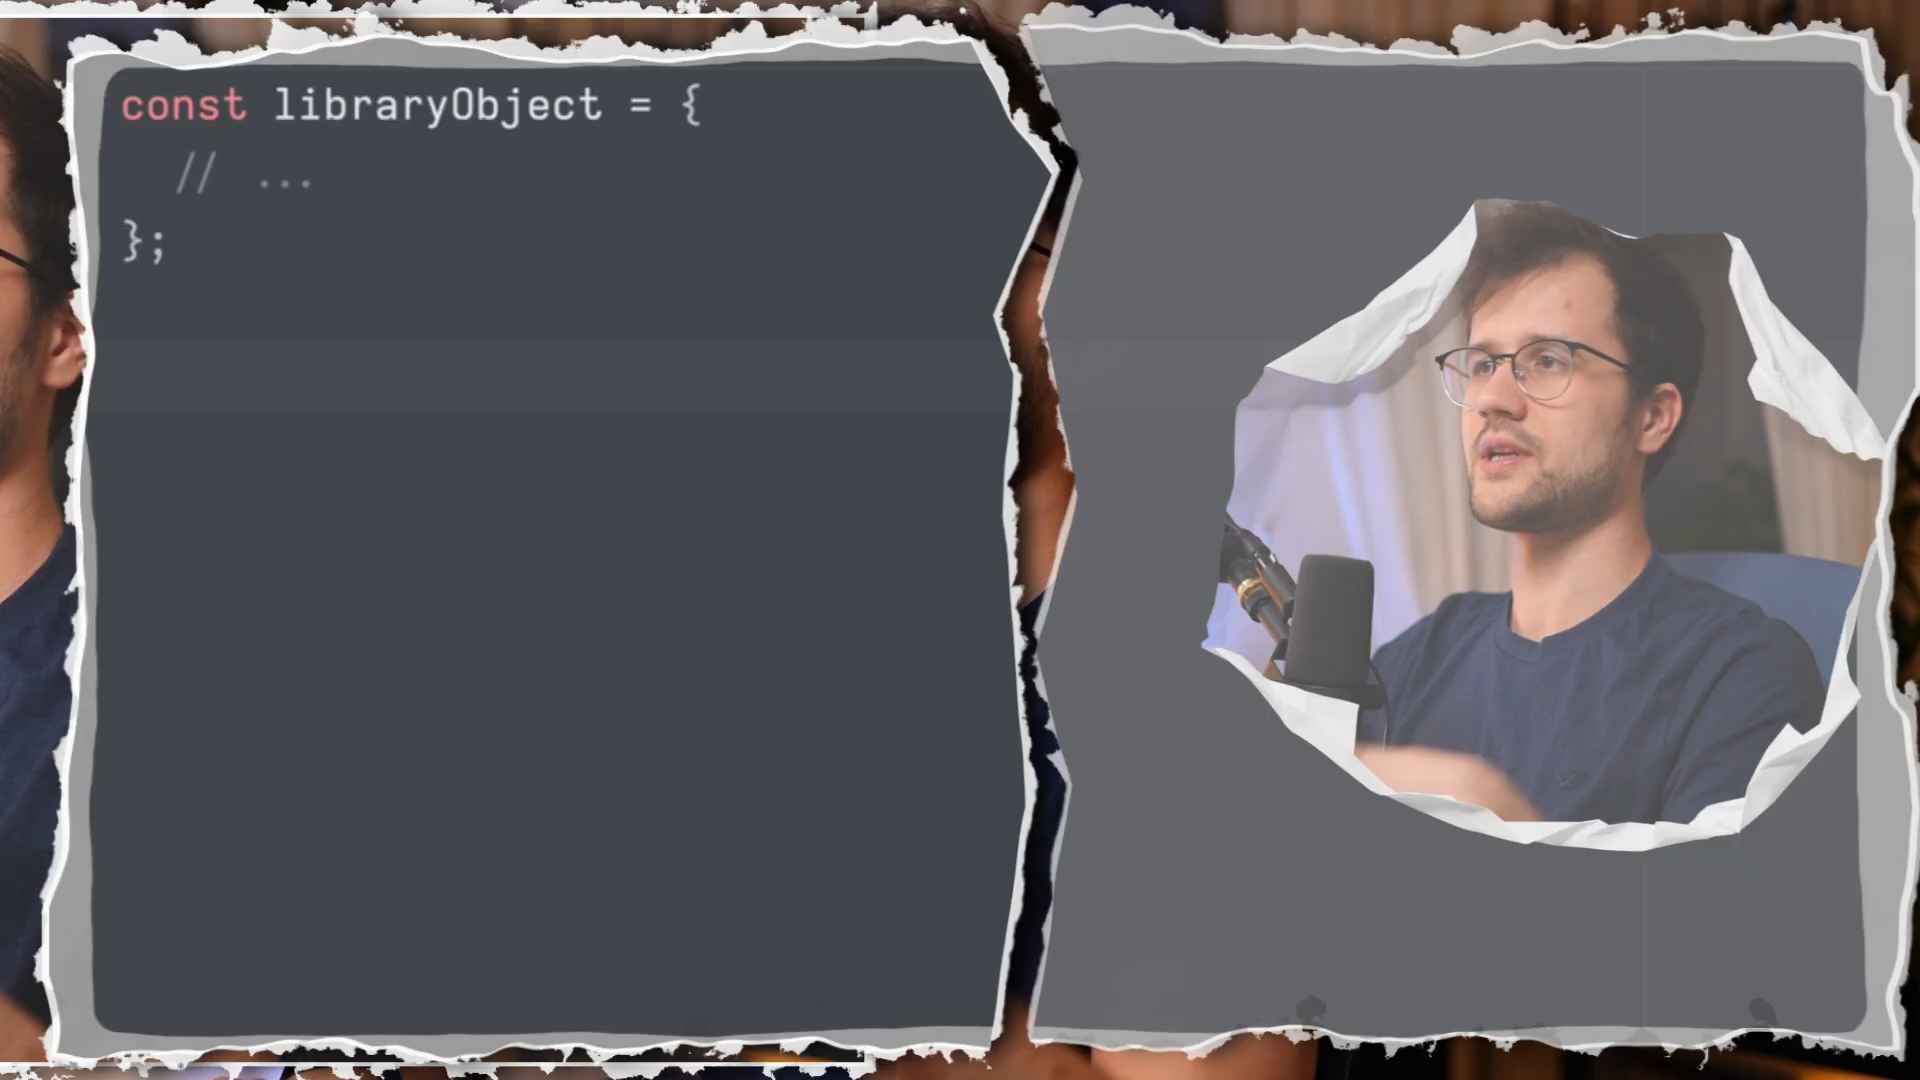 const libraryObject = {
// ...
};